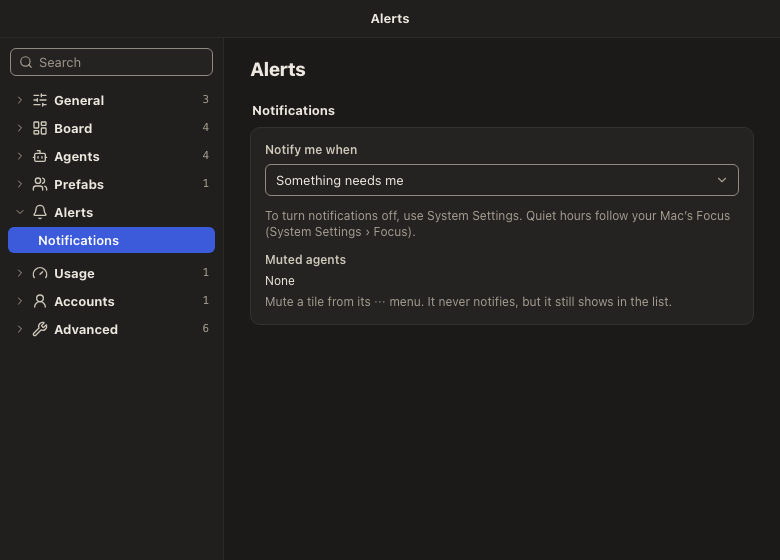 Alerts
Search
General 3
Board 4
Agents 4
Prefabs 1
Alerts
Notifications
Usage 1
Accounts 1
Advanced 6
Alerts
Notifications
Notify me when
Something needs me
To turn notifications off, use System Settings. Quiet hours follow your Mac's Focus
(System Settings › Focus).
Muted agents
None
Mute a tile from its ··· menu. It never notifies, but it still shows in the list.